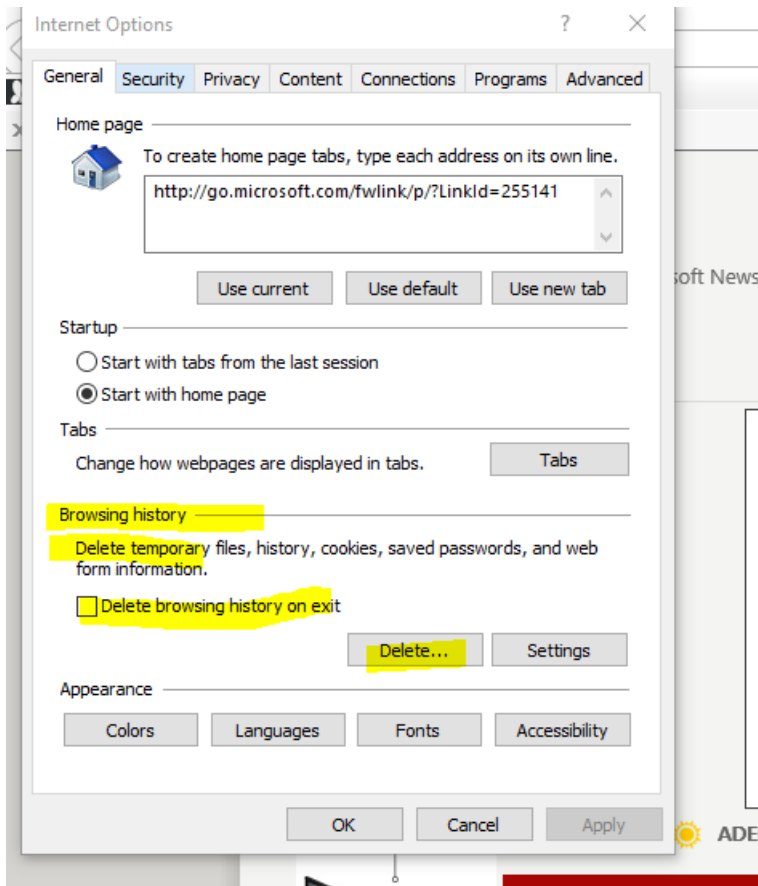 Internet Options ?
General Security Privacy Content Connections Programs Advanced
Home page
To create home page tabs, type each address on its own line.
http://go.microsoft.com/fwlink/p/?LinkId=255141
Use current Use default Use new tab
soft News
Startup
Start with tabs from the last session
Start with home page
Tabs
Change how webpages are displayed in tabs. Tabs
Browsing history
Delete temporary files, history, cookies, saved passwords, and web
form information.
Delete browsing history on exit
Delete... Settings
Appearance
Colors Languages Fonts Accessibility
OK Cancel Apply
ADE